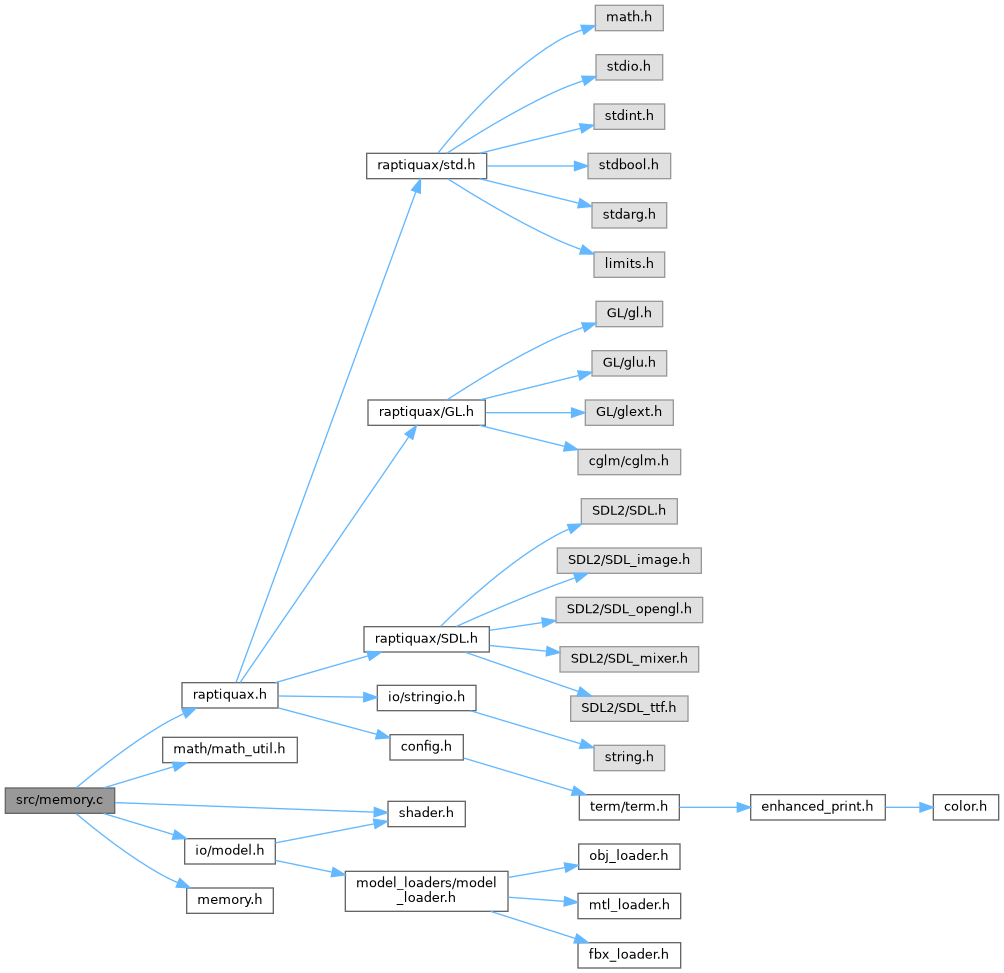 math.h
stdio.h
stdint.h
raptiquax/std.h
stdbool.h
stdarg.h
limits.h
GL/gl.h
GL/glu.h
raptiquax/GL.h
GL/glext.h
cglm/cglm.h
SDL2/SDL.h
SDL2/SDL_image.h
SDL2/SDL_opengl.h
raptiquax/SDL.h
SDL2/SDL_mixer.h
raptiquax.h
io/stringio.h
SDL2/SDL_ttf.h
math/math_util.h
config.h
string.h
src/memory.c
shader.h
term/term.h
enhanced_print.h
color.h
io/model.h
obj_loader.h
model_loaders/model
_loader.h
memory.h
mtl_loader.h
fbx_loader.h